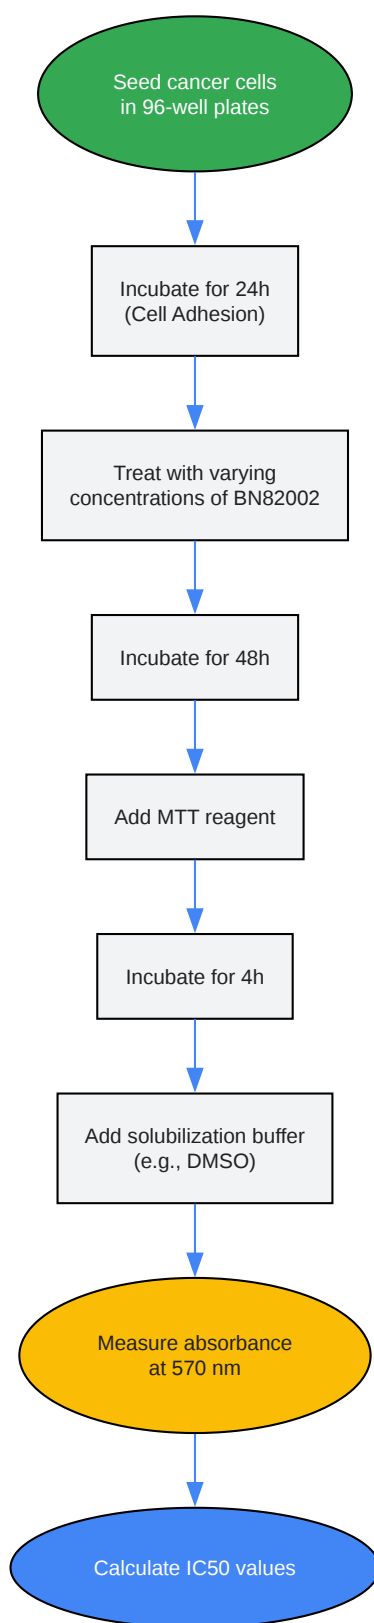 Seed cancer cells
in 96-well plates
Incubate for 24h
(Cell Adhesion)
Treat with varying
concentrations of BN82002
Incubate for 48h
Add MTT reagent
Incubate for 4h
Add solubilization buffer
(e.g., DMSO)
Measure absorbance
at 570 nm
Calculate IC50 values